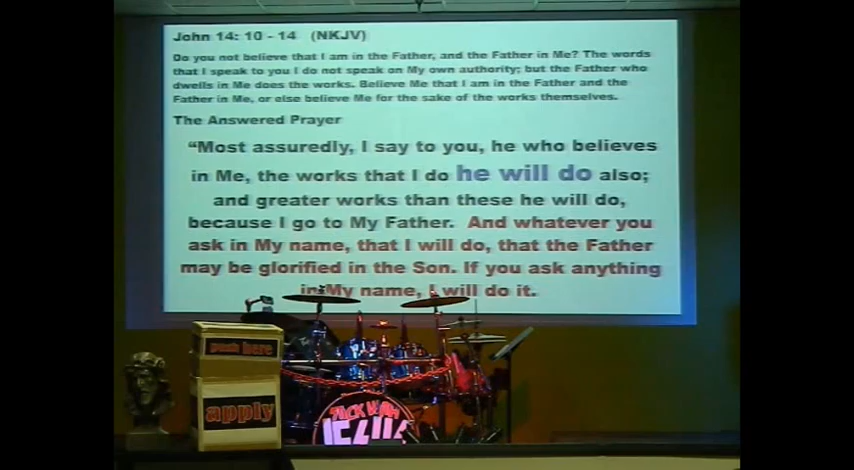 John 14: 10 - 14 (NKJV)
Do you not believe that I am in the Father, and the Father in Me? The words
that I speak to you I do not speak on My own authority; but the Father who
dwells in Me does the works. Believe Me that I am in the Father and the
Father in Me, or else believe Me for the sake of the works themselves.
The Answered Prayer
“Most assuredly, I say to you, he who believes
in Me, the works that I do he will do also;
and greater works than these he will do,
because I go to My Father. And whatever you
ask in My name, that I will do, that the Father
may be glorified in the Son. If you ask anything
in My name, I will do it.
push here
apply